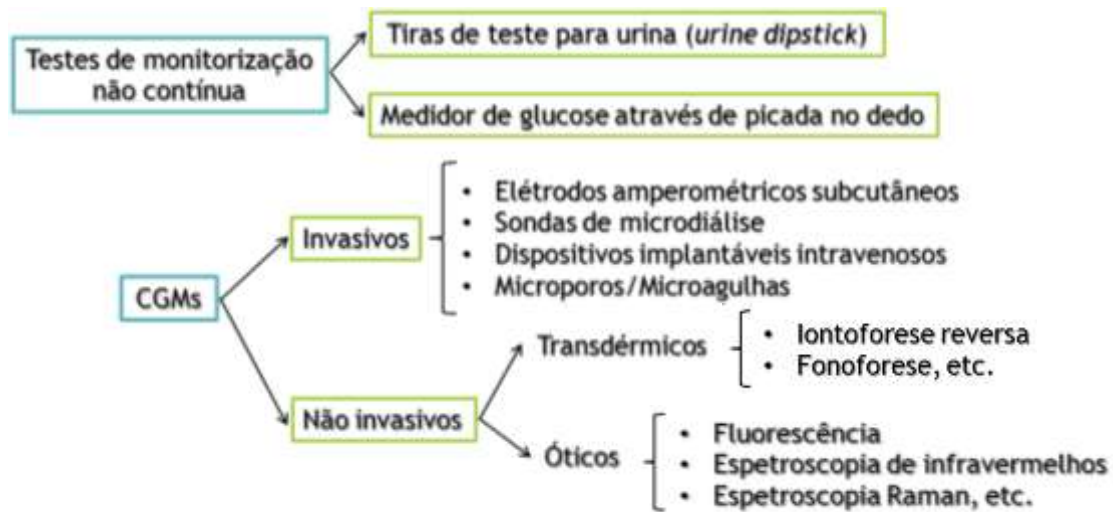 Testes de monitorização
não contínua
Tiras de teste para urina (urine dipstick)
Medidor de glucose através de picada no dedo
CGMs
Invasivos
• Elétrodos amperométricos subcutâneos
• Sondas de microdiálise
• Dispositivos implantáveis intravenosos
• Microporos/Microagulhas
Não invasivos
Transdérmicos
• Iontoforese reversa
• Fonoforese, etc.
Óticos
• Fluorescência
• Espetroscopia de infravermelhos
• Espetroscopia Raman, etc.